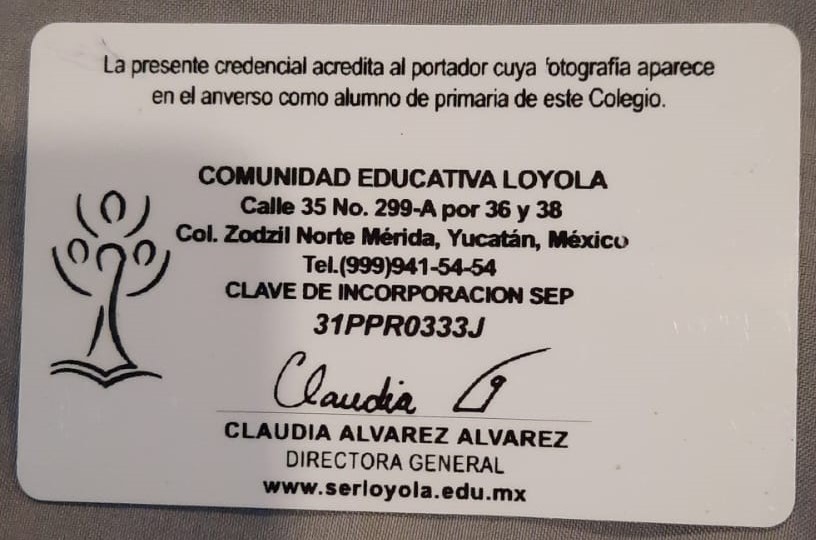 La presente credencial acredita al portador cuya fotografia aparece
en el anverso como alumno de primaria de este Colegio.
COMUNIDAD EDUCATIVA LOYOLA
Calle 35 No. 299-A por 36 y 38
Col. Zodzil Norte Mérida, Yucatán, México
Tel.(999)941-54-54
CLAVE DE INCORPORACION SEP
31PPR0333J
Claudia
CLAUDIA ALVAREZ ALVAREZ
DIRECTORA GENERAL
www.serloyola.edu.mx